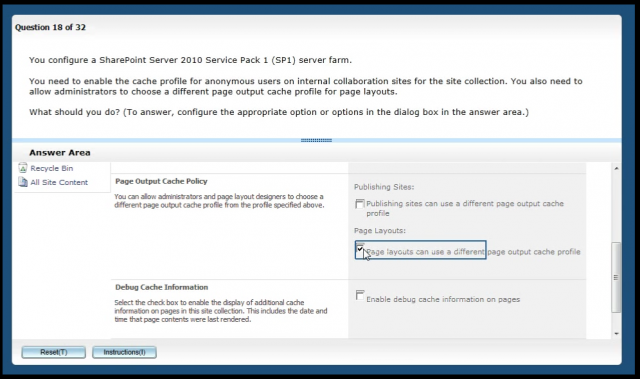 Question 18 of 32
You configure a SharePoint Server 2010 Service Pack 1 (SP1) server farm.
You need to enable the cache profile for anonymous users on internal collaboration sites for the site collection. You also need to
allow administrators to choose a different page output cache profile for page layouts.
What should you do? (To answer, configure the appropriate option or options in the dialog box in the answer area.)
Answer Area
Recycle Bin
All Site Content
Page Output Cache Policy
You can allow administrators and page layout designers to choose a
different page output cache profile from the profile specified above.
Publishing Sites:
Publishing sites can use a different page output cache
profile
Page Layouts:
Page layouts can use a different page output cache profile
Debug Cache Information
Select the check box to enable the display of additional cache
information on pages in this site collection. This includes the date and
time that page contents were last rendered.
Enable debug cache information on pages
Reset(T)
Instructions(I)